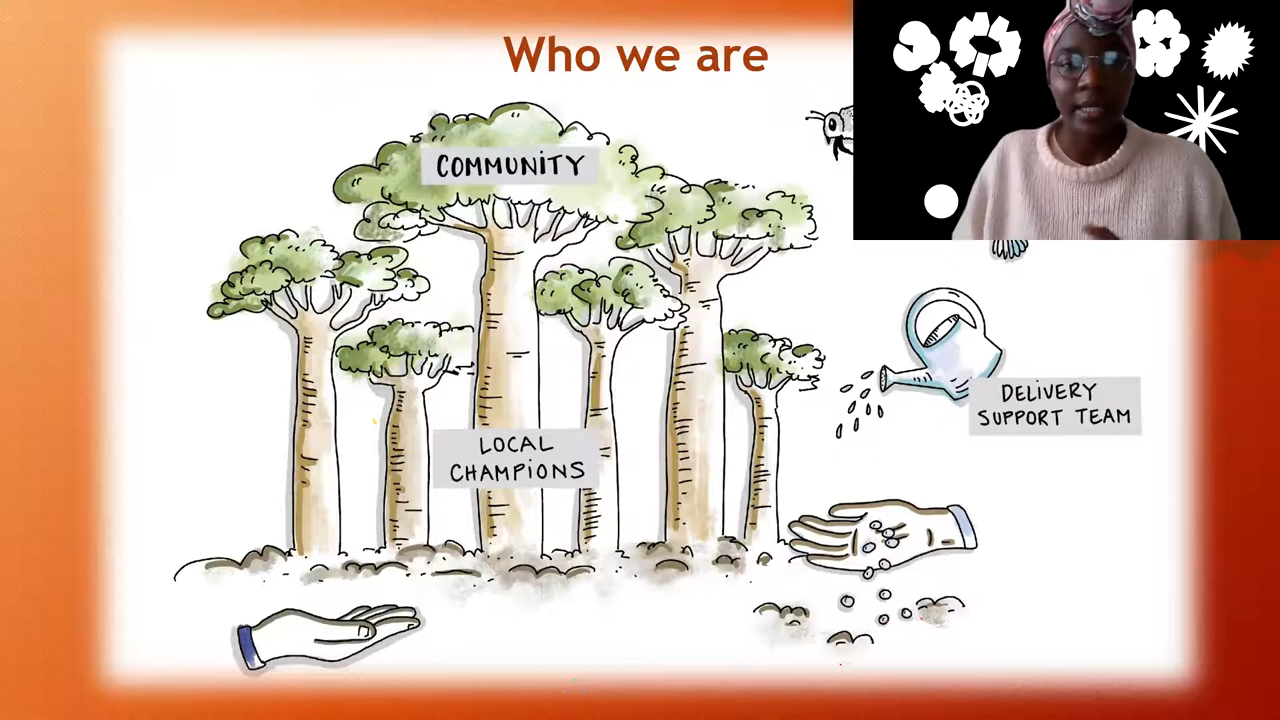 Who we are
COMMUNITY
LOCAL
CHAMPIONS
DELIVERY
SUPPORT TEAM